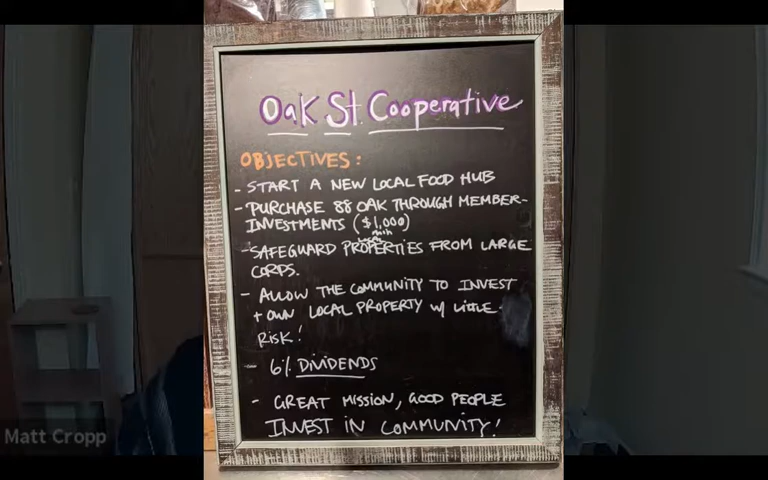 Oak St. Cooperative
OBJECTIVES:
- START A NEW LOCAL FOOD HUB
- PURCHASE 88 OAK THROUGH MEMBER-
INVESTMENTS ($1,000)
min
- SAFEGUARD PROPERTIES FROM LARGE
CORPS.
- ALLOW THE COMMUNITY TO INVEST
+ OWN LOCAL PROPERTY W/ LITTLE
RISK!
- 6% DIVIDENDS
- GREAT MISSION, GOOD PEOPLE
INVEST IN COMMUNITY!
Matt Cropp